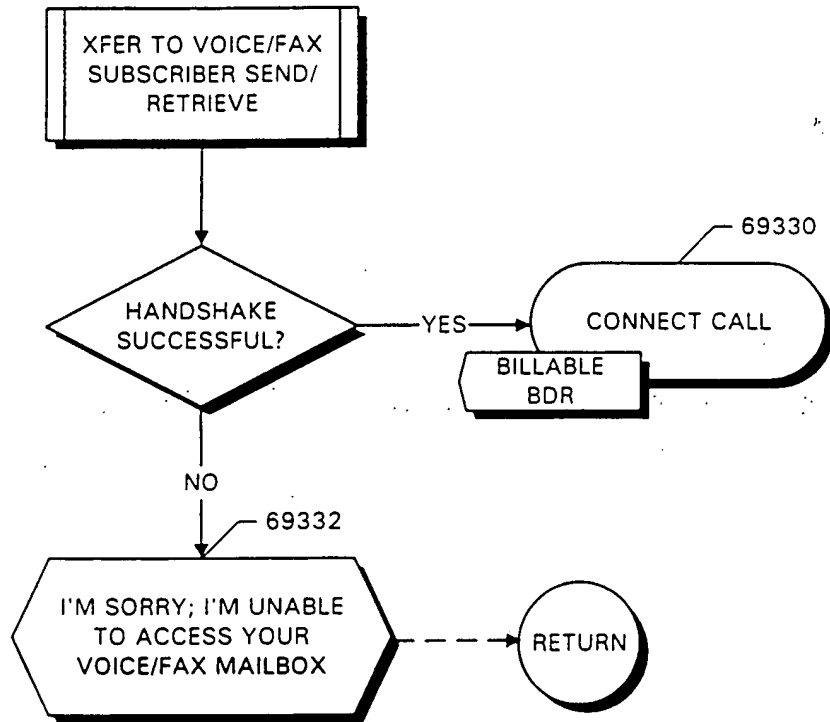 XFER TO VOICE/FAX
SUBSCRIBER SEND/
RETRIEVE
69330
HANDSHAKE
SUCCESSFUL?
YES
CONNECT CALL
BILLABLE
BDR
NO
69332
I'M SORRY; I'M UNABLE
TO ACCESS YOUR
VOICE/FAX MAILBOX
RETURN